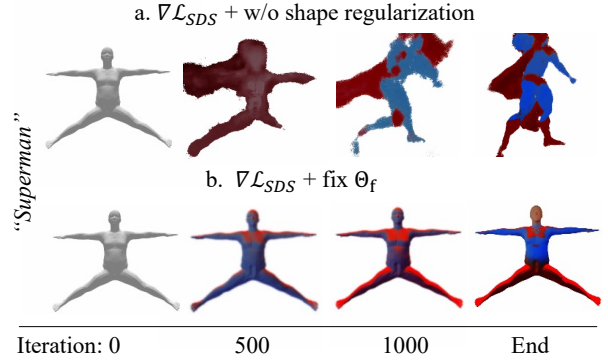 a. ∇ℒ_SDS + w/o shape regularization
b. ∇ℒ_SDS + fix Θ_f
"Superman"
Iteration: 0 500 1000 End